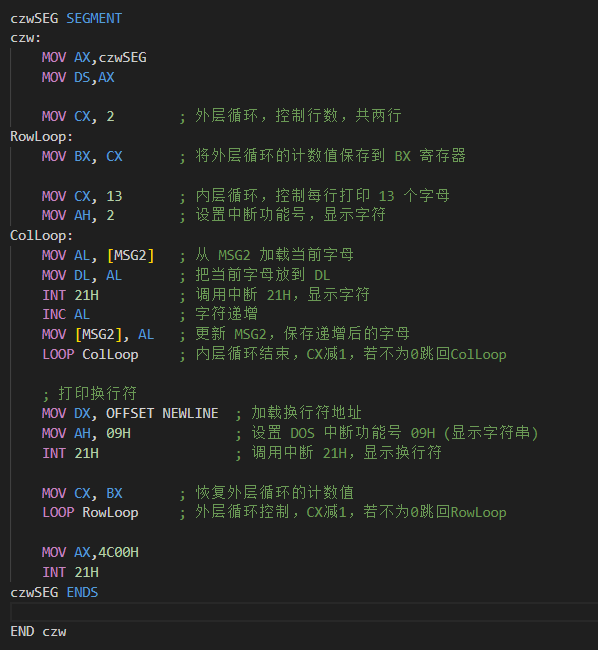 czwSEG SEGMENT
czw:
MOV AX,czwSEG
MOV DS,AX
MOV CX, 2 ; 外层循环，控制行数，共两行
RowLoop:
MOV BX, CX ; 将外层循环的计数值保存到 BX 寄存器
MOV CX, 13 ; 内层循环，控制每行打印 13 个字母
MOV AH, 2 ; 设置中断功能号，显示字符
ColLoop:
MOV AL, [MSG2] ; 从 MSG2 加载当前字母
MOV DL, AL ; 把当前字母放到 DL
INT 21H ; 调用中断 21H，显示字符
INC AL ; 字符递增
MOV [MSG2], AL ; 更新 MSG2，保存递增后的字母
LOOP ColLoop ; 内层循环结束，CX减1，若不为0跳回ColLoop
; 打印换行符
MOV DX, OFFSET NEWLINE ; 加载换行符地址
MOV AH, 09H ; 设置 DOS 中断功能号 09H (显示字符串)
INT 21H ; 调用中断 21H，显示换行符
MOV CX, BX ; 恢复外层循环的计数值
LOOP RowLoop ; 外层循环控制，CX减1，若不为0跳回RowLoop
MOV AX,4C00H
INT 21H
czwSEG ENDS
END czw